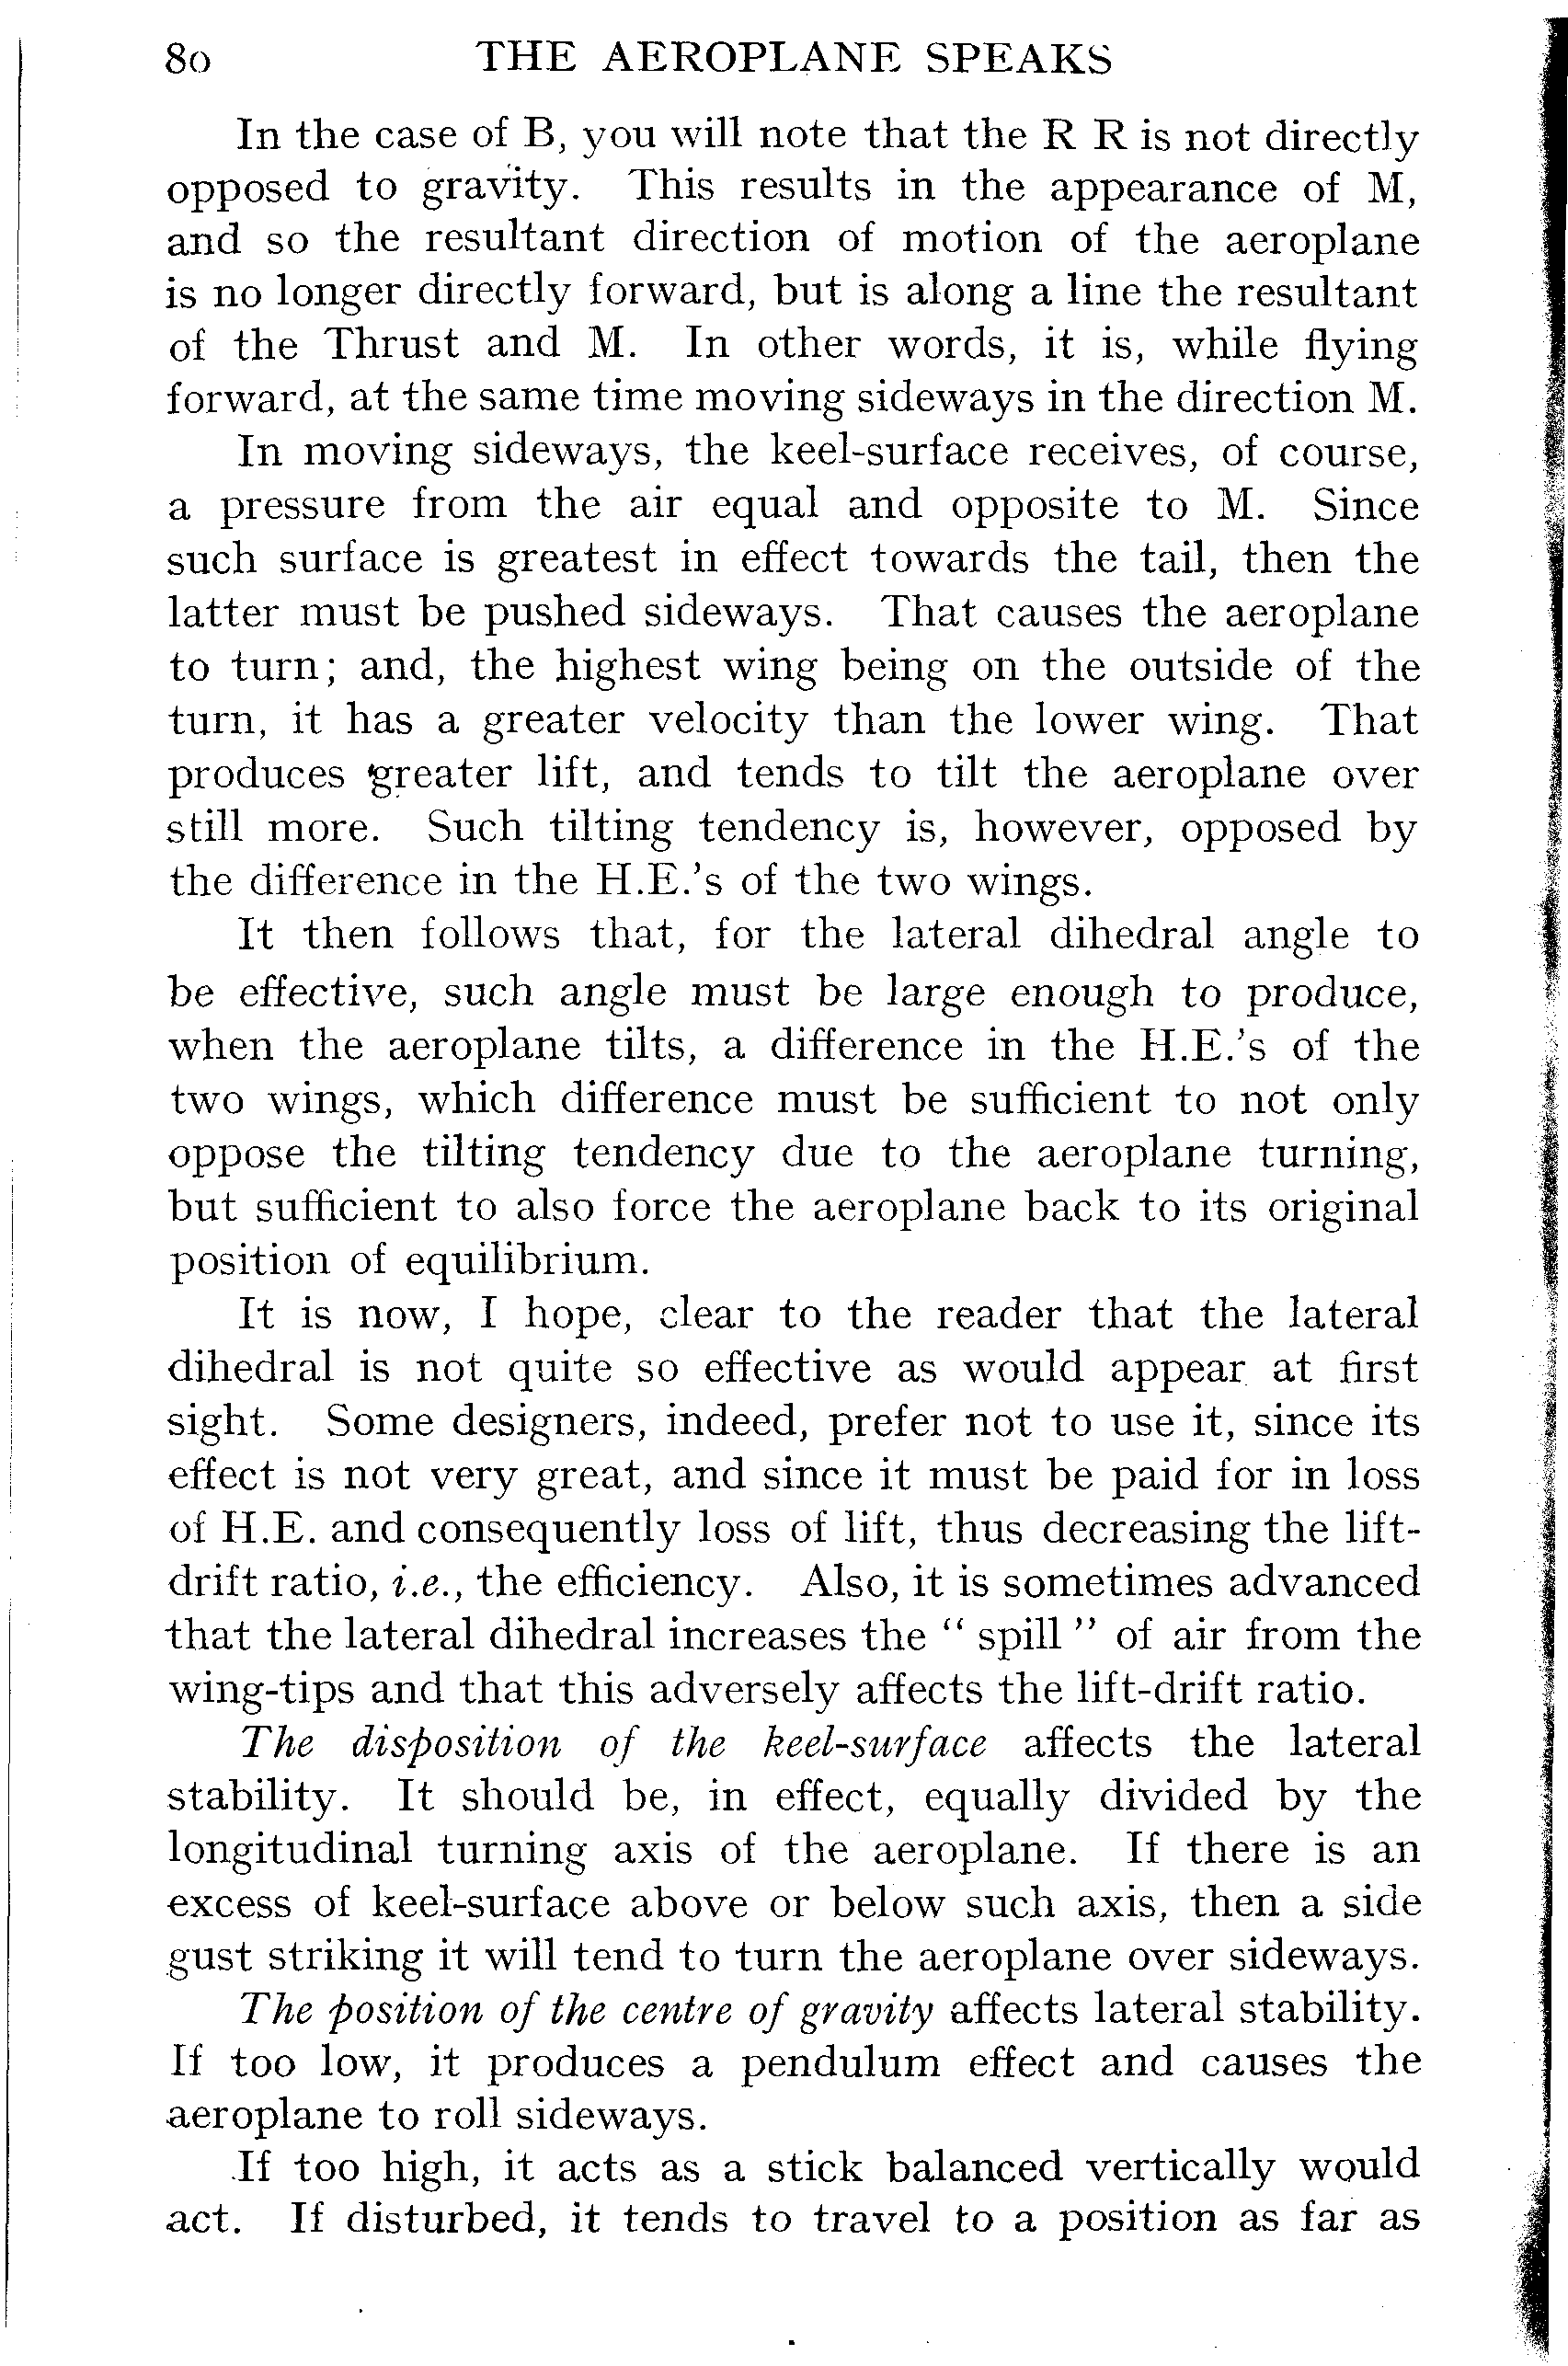 80 THE AEROPLANE SPEAKS
In the case of B, you will note that the R R is not directly
opposed to gravity. This results in the appearance of M,
and so the resultant direction of motion of the aeroplane
is no longer directly forward, but is along a line the resultant
of the Thrust and M. In other words, it is, while flying
forward, at the same time moving sideways in the direction M.
In moving sideways, the keel-surface receives, of course,
a pressure from the air equal and opposite to M. Since
such surface is greatest in effect towards the tail, then the
latter must be pushed sideways. That causes the aeroplane
to turn; and, the highest wing being on the outside of the
turn, it has a greater velocity than the lower wing. That
produces greater lift, and tends to tilt the aeroplane over
still more. Such tilting tendency is, however, opposed by
the difference in the H.E.'s of the two wings.
It then follows that, for the lateral dihedral angle to
be effective, such angle must be large enough to produce,
when the aeroplane tilts, a difference in the H.E.'s of the
two wings, which difference must be sufficient to not only
oppose the tilting tendency due to the aeroplane turning,
but sufficient to also force the aeroplane back to its original
position of equilibrium.
It is now, I hope, clear to the reader that the lateral
dihedral is not quite so effective as would appear at first
sight. Some designers, indeed, prefer not to use it, since its
effect is not very great, and since it must be paid for in loss
of H.E. and consequently loss of lift, thus decreasing the lift-
drift ratio, i.e., the efficiency. Also, it is sometimes advanced
that the lateral dihedral increases the “ spill ” of air from the
wing-tips and that this adversely affects the lift-drift ratio.
The disposition of the keel-surface affects the lateral
stability. It should be, in effect, equally divided by the
longitudinal turning axis of the aeroplane. If there is an
excess of keel-surface above or below such axis, then a side
gust striking it will tend to turn the aeroplane over sideways.
The position of the centre of gravity affects lateral stability.
If too low, it produces a pendulum effect and causes the
aeroplane to roll sideways.
If too high, it acts as a stick balanced vertically would
act. If disturbed, it tends to travel to a position as far as